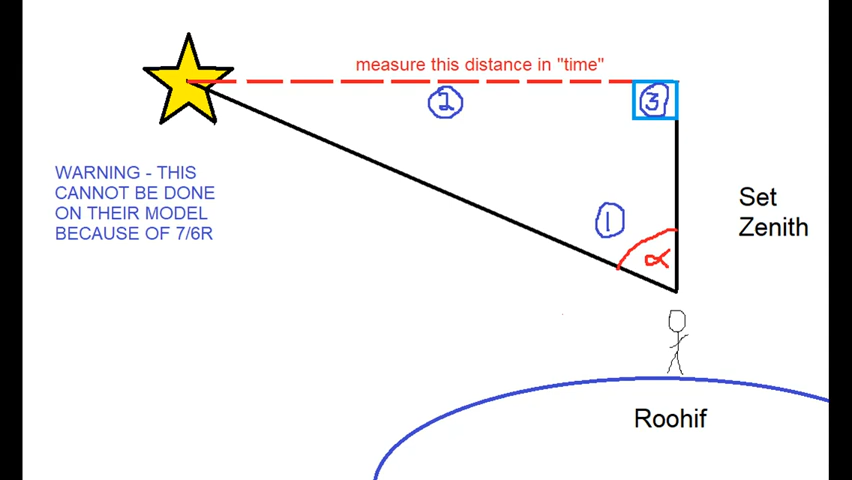 measure this distance in "time"
2
3
WARNING - THIS
CANNOT BE DONE
ON THEIR MODEL
BECAUSE OF 7/6R
1
Set
Zenith
α
Roohif